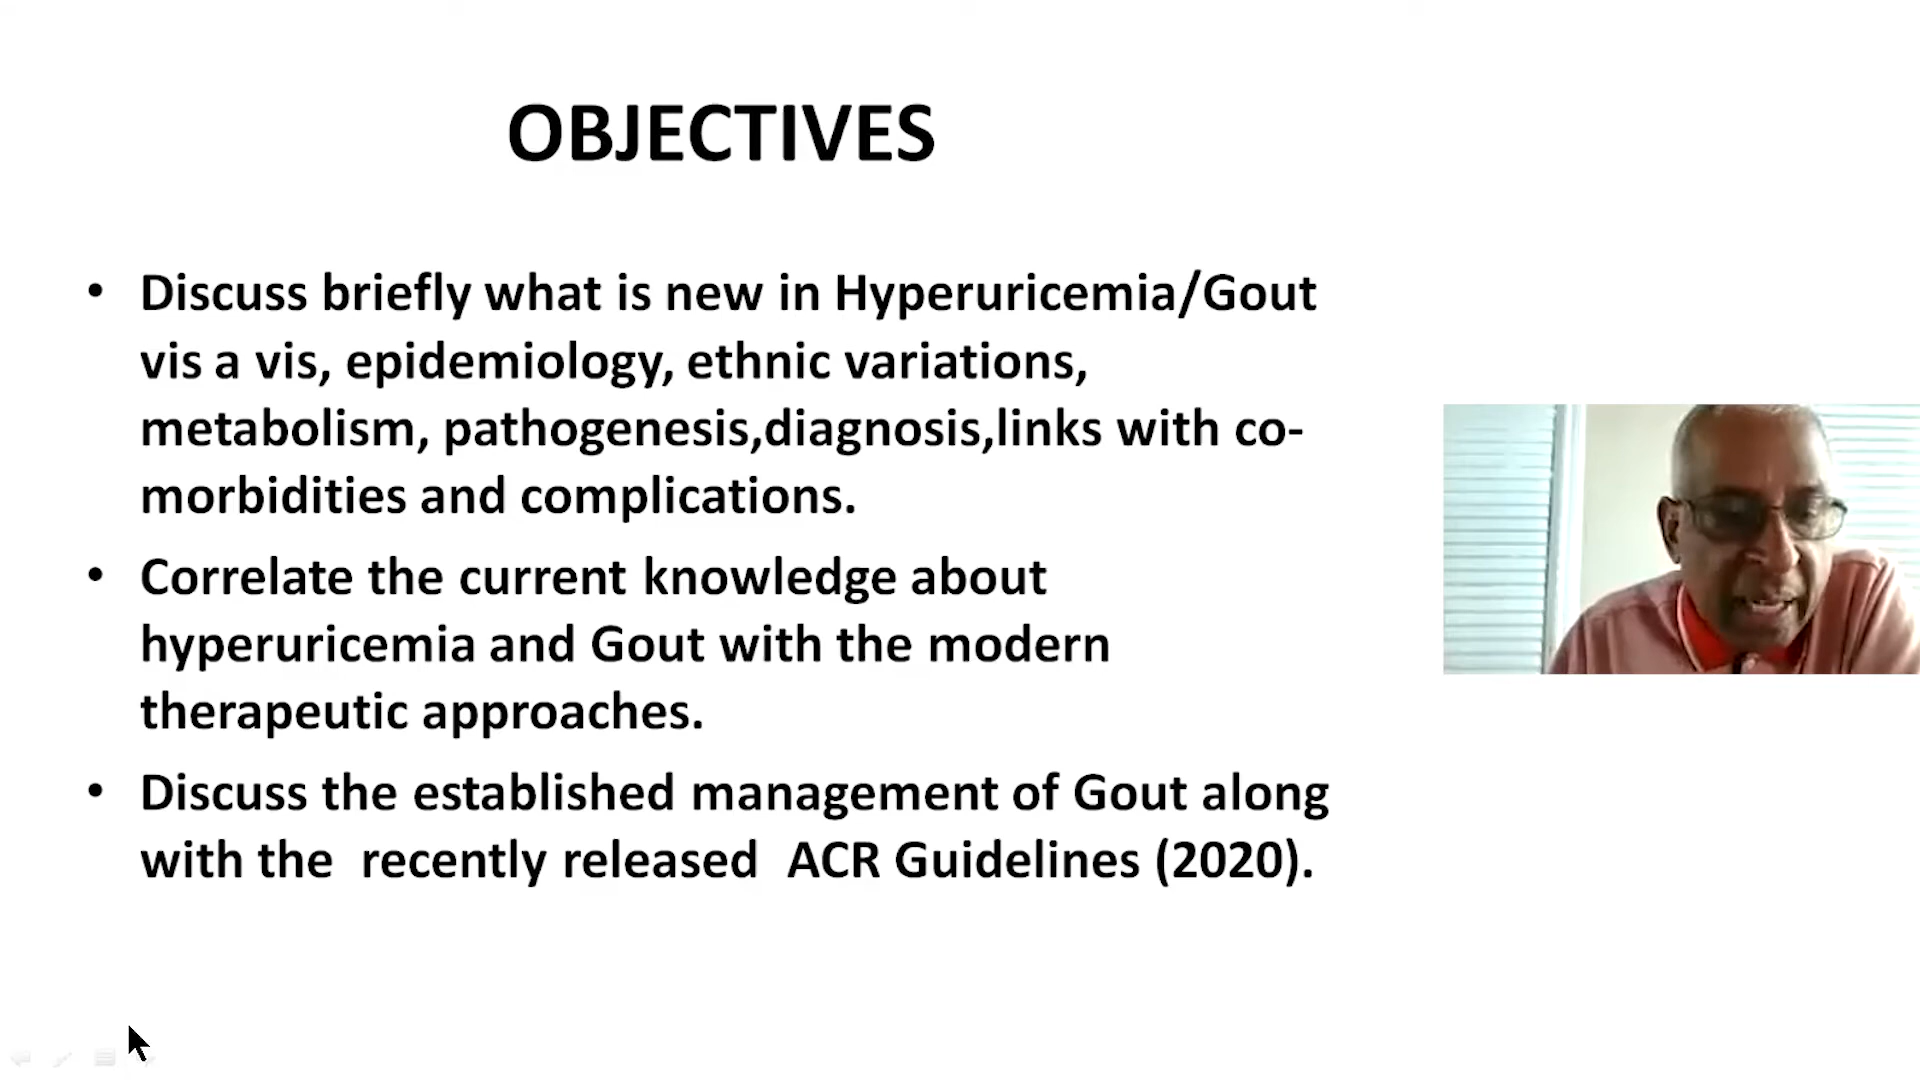 OBJECTIVES
• Discuss briefly what is new in Hyperuricemia/Gout
vis a vis, epidemiology, ethnic variations,
metabolism, pathogenesis,diagnosis,links with co-
morbidities and complications.
• Correlate the current knowledge about
hyperuricemia and Gout with the modern
therapeutic approaches.
• Discuss the established management of Gout along
with the  recently released  ACR Guidelines (2020).